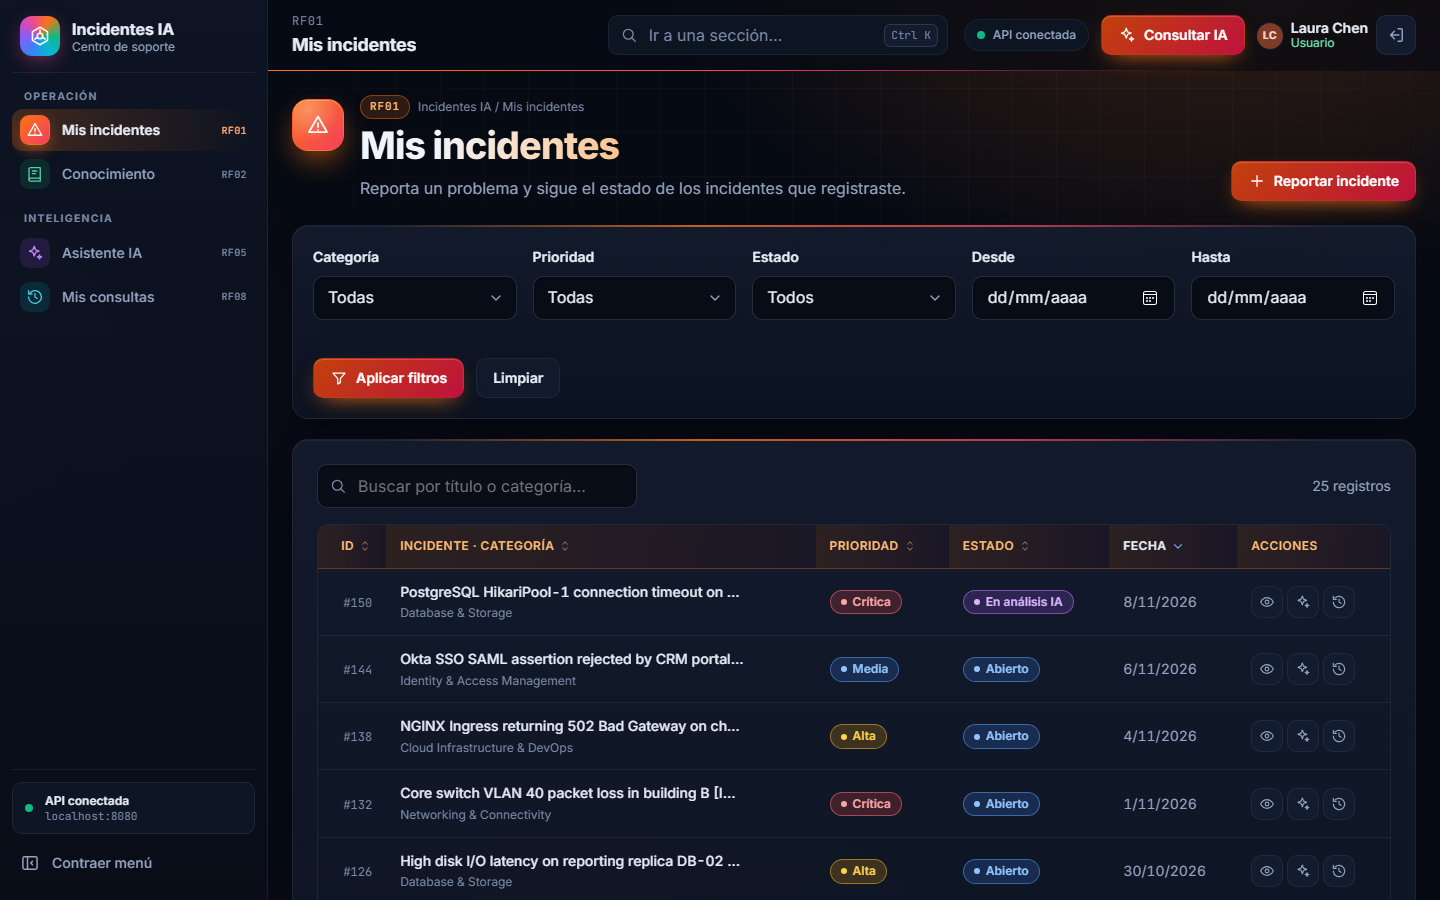 Incidentes IA
Centro de soporte
OPERACIÓN
Mis incidentes RF01
Conocimiento RF02
INTELIGENCIA
Asistente IA RF05
Mis consultas RF08
API conectada
localhost:8080
Contraer menú
RF01
Mis incidentes
Ir a una sección... Ctrl K
API conectada
Consultar IA
LC
Laura Chen
Usuario
RF01 Incidentes IA / Mis incidentes
Mis incidentes
Reporta un problema y sigue el estado de los incidentes que registraste.
Reportar incidente
Categoría Prioridad Estado Desde Hasta
Todas Todas Todos dd/mm/aaaa dd/mm/aaaa
Aplicar filtros Limpiar
Buscar por título o categoría... 25 registros
ID INCIDENTE · CATEGORÍA PRIORIDAD ESTADO FECHA ACCIONES
#150 PostgreSQL HikariPool-1 connection timeout on ... Crítica En análisis IA 8/11/2026
Database & Storage
#144 Okta SSO SAML assertion rejected by CRM portal... Media Abierto 6/11/2026
Identity & Access Management
#138 NGINX Ingress returning 502 Bad Gateway on ch... Alta Abierto 4/11/2026
Cloud Infrastructure & DevOps
#132 Core switch VLAN 40 packet loss in building B [I... Crítica Abierto 1/11/2026
Networking & Connectivity
#126 High disk I/O latency on reporting replica DB-02 ... Alta Abierto 30/10/2026
Database & Storage